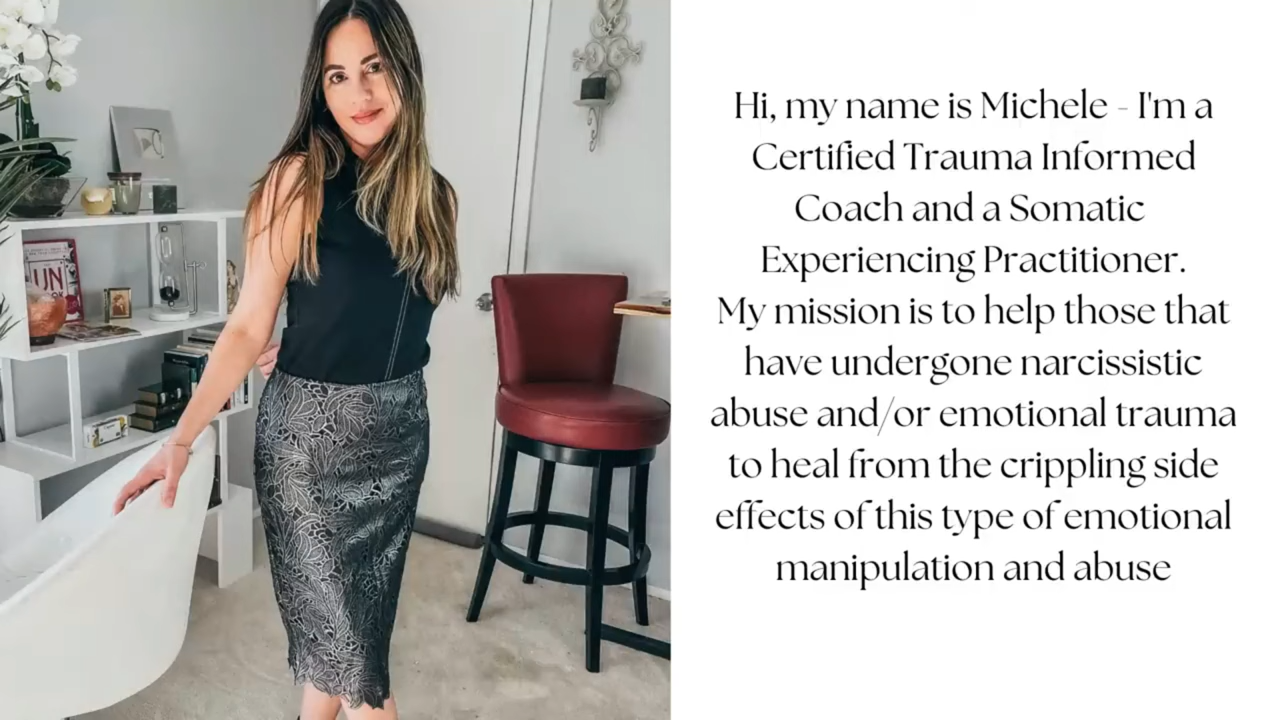 Hi, my name is Michele - I'm a
Certified Trauma Informed
Coach and a Somatic
Experiencing Practitioner.
My mission is to help those that
have undergone narcissistic
abuse and/or emotional trauma
to heal from the crippling side
effects of this type of emotional
manipulation and abuse
UN